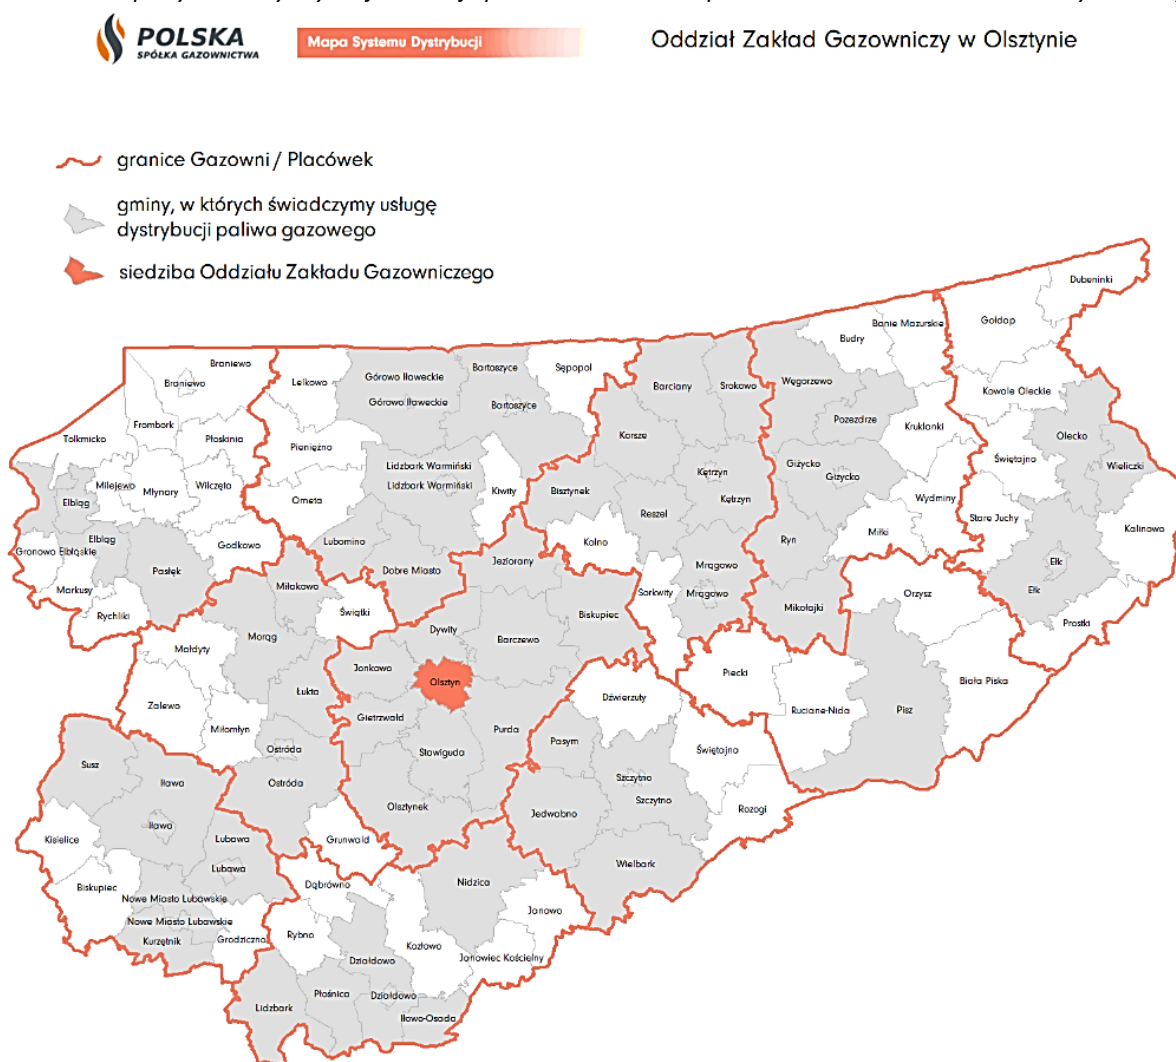 POLSKA
SPÓŁKA GAZOWNICTWA
Mapa Systemu Dystrybucji
Oddział Zakład Gazowniczy w Olsztynie
granice Gazowni / Placówek
gminy, w których świadczymy usługę
dystrybucji paliwa gazowego
siedziba Oddziału Zakładu Gazowniczego
Dubeninki
Gołdap
Banie Mazurskie
Budry
Braniewo
Braniewo
Lelkowo
Górowo Iławeckie
Górowo Iławeckie
Bartoszyce
Bartoszyce
Sępopol
Barciany
Srokowo
Węgorzewo
Kowale Oleckie
Frombork
Tolkmicko
Płoskinia
Pieniężno
Korsze
Pozezdrze
Kruklanki
Olecko
Świętajno
Wieliczki
Milejewo
Młynary
Wilczęta
Elbląg
Orneta
Lidzbark Warmiński
Lidzbark Warmiński
Kiwity
Bisztynek
Reszel
Kętrzyn
Kętrzyn
Giżycko
Giżycko
Wydminy
Stare Juchy
Kalinowo
Elbląg
Gronowo Elbląskie
Godkowo
Lubomino
Kolno
Ryn
Miłki
Markusy
Pasłęk
Rychliki
Miłakowo
Świątki
Dobre Miasto
Jeziorany
Biskupiec
Sorkwity
Mrągowo
Mrągowo
Mikołajki
Orzysz
Ełk
Ełk
Prostki
Małdyty
Morąg
Dywity
Barczewo
Jonkowo
Olsztyn
Łukta
Zalewo
Miłomłyn
Gietrzwałd
Purda
Dźwierzuty
Piecki
Ruciane-Nida
Pisz
Biała Piska
Stawiguda
Pasym
Świętajno
Ostróda
Ostróda
Susz
Iława
Iława
Olsztynek
Szczytno
Szczytno
Jedwabno
Rozogi
Kisielice
Lubawa
Lubawa
Grunwald
Wielbark
Biskupiec
Nowe Miasto Lubawskie
Nowe Miasto Lubawskie
Kurzętnik
Grodziczno
Dąbrówno
Rybno
Nidzica
Kozłowo
Janowo
Janowiec Kościelny
Działdowo
Działdowo
Lidzbark
Płośnica
Iłowo-Osada